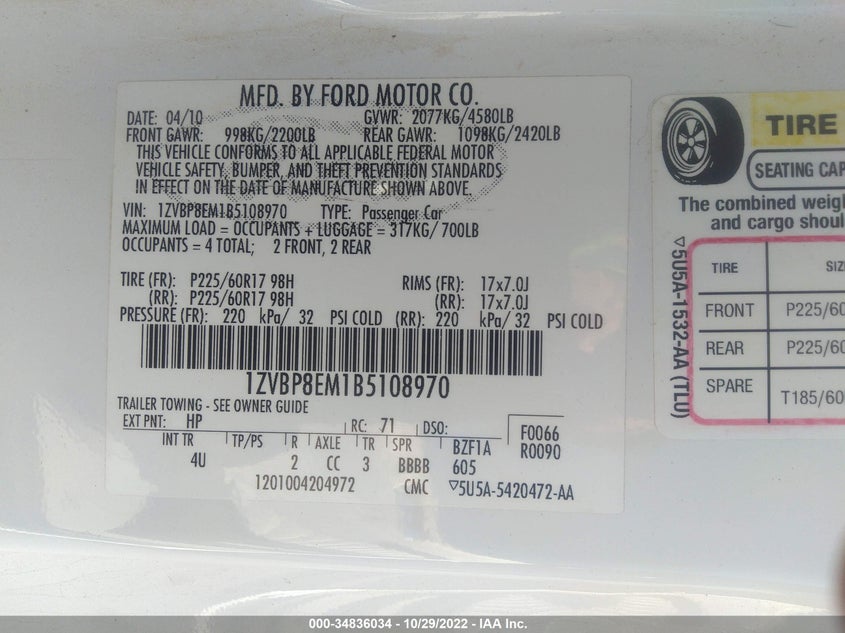 MFD. BY FORD MOTOR CO.
DATE: 04/10 GVWR: 2077KG/4580LB
FRONT GAWR: 998KG/2200LB REAR GAWR: 1098KG/2420LB
THIS VEHICLE CONFORMS TO ALL APPLICABLE FEDERAL MOTOR
VEHICLE SAFETY, BUMPER, AND THEFT PREVENTION STANDARDS
IN EFFECT ON THE DATE OF MANUFACTURE SHOWN ABOVE.
VIN: 1ZVBP8EM1B5108970 TYPE: Passenger Car
MAXIMUM LOAD = OCCUPANTS + LUGGAGE = 317KG/700LB
OCCUPANTS = 4 TOTAL; 2 FRONT, 2 REAR
TIRE (FR): P225/60R17 98H RIMS (FR): 17x7.0J
(RR): P225/60R17 98H (RR): 17x7.0J
PRESSURE (FR): 220 kPa/ 32 PSI COLD (RR): 220 kPa/ 32 PSI COLD
1ZVBP8EM1B5108970
TRAILER TOWING - SEE OWNER GUIDE
EXT PNT: HP RC: 71 DSO: F0066
INT TR TP/PS R AXLE TR SPR BZF1A R0090
4U 2 CC 3 BBBB 605
1201004204972 CMC ▽5U5A-5420472-AA
TIRE
SEATING CAP
The combined weigh
and cargo shoul
▽5U5A-1532-AA (TLU)
TIRE SIZ
FRONT P225/60
REAR P225/60
SPARE T185/60
000-34836034 - 10/29/2022 - IAA Inc.